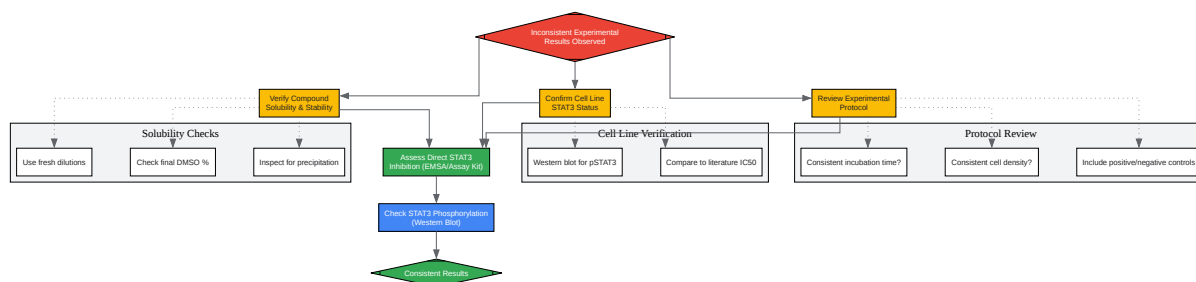 Inconsistent Experimental
Results Observed
Verify Compound
Solubility & Stability
Confirm Cell Line
STAT3 Status
Review Experimental
Protocol
Solubility Checks
Cell Line Verification
Protocol Review
Use fresh dilutions
Check final DMSO %
Inspect for precipitation
Assess Direct STAT3
Inhibition (EMSA/Assay Kit)
Western blot for pSTAT3
Compare to literature IC50
Consistent incubation time?
Consistent cell density?
Include positive/negative controls
Check STAT3 Phosphorylation
(Western Blot)
Consistent Results